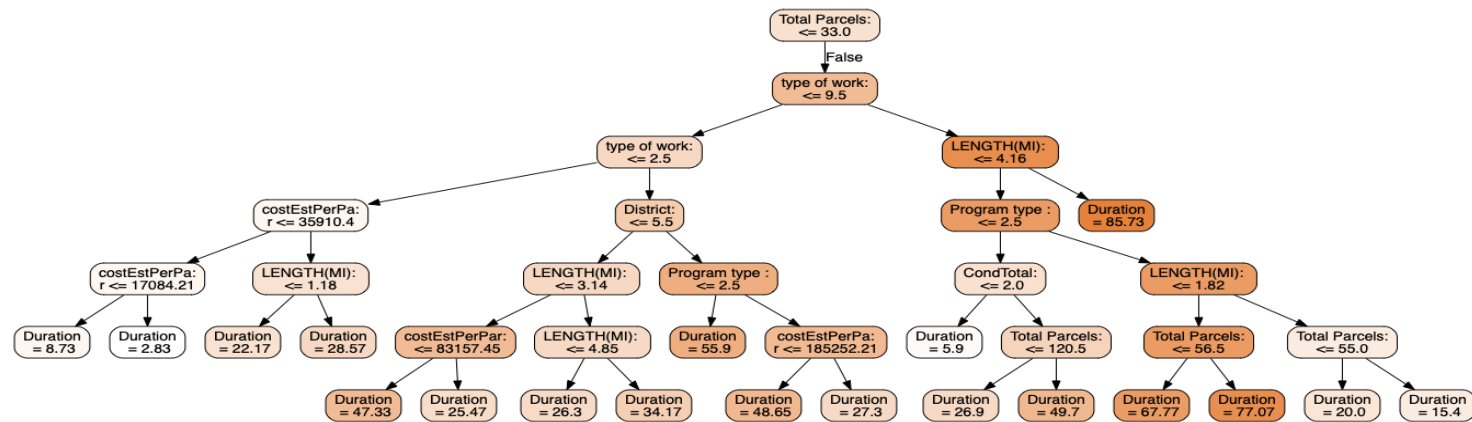 Total Parcels:
<= 33.0
False
type of work:
<= 9.5
type of work:
<= 2.5
LENGTH(MI):
<= 4.16
costEstPerPa:
r <= 35910.4
District:
<= 5.5
Program type :
<= 2.5
Duration
= 85.73
costEstPerPa:
r <= 17084.21
LENGTH(MI):
<= 1.18
LENGTH(MI):
<= 3.14
Program type :
<= 2.5
CondTotal:
<= 2.0
LENGTH(MI):
<= 1.82
Duration
= 8.73
Duration
= 2.83
Duration
= 22.17
Duration
= 28.57
costEstPerPar:
<= 83157.45
LENGTH(MI):
<= 4.85
Duration
= 55.9
costEstPerPa:
r <= 185252.21
Duration
= 5.9
Total Parcels:
<= 120.5
Total Parcels:
<= 56.5
Total Parcels:
<= 55.0
Duration
= 47.33
Duration
= 25.47
Duration
= 26.3
Duration
= 34.17
Duration
= 48.65
Duration
= 27.3
Duration
= 26.9
Duration
= 49.7
Duration
= 67.77
Duration
= 77.07
Duration
= 20.0
Duration
= 15.4